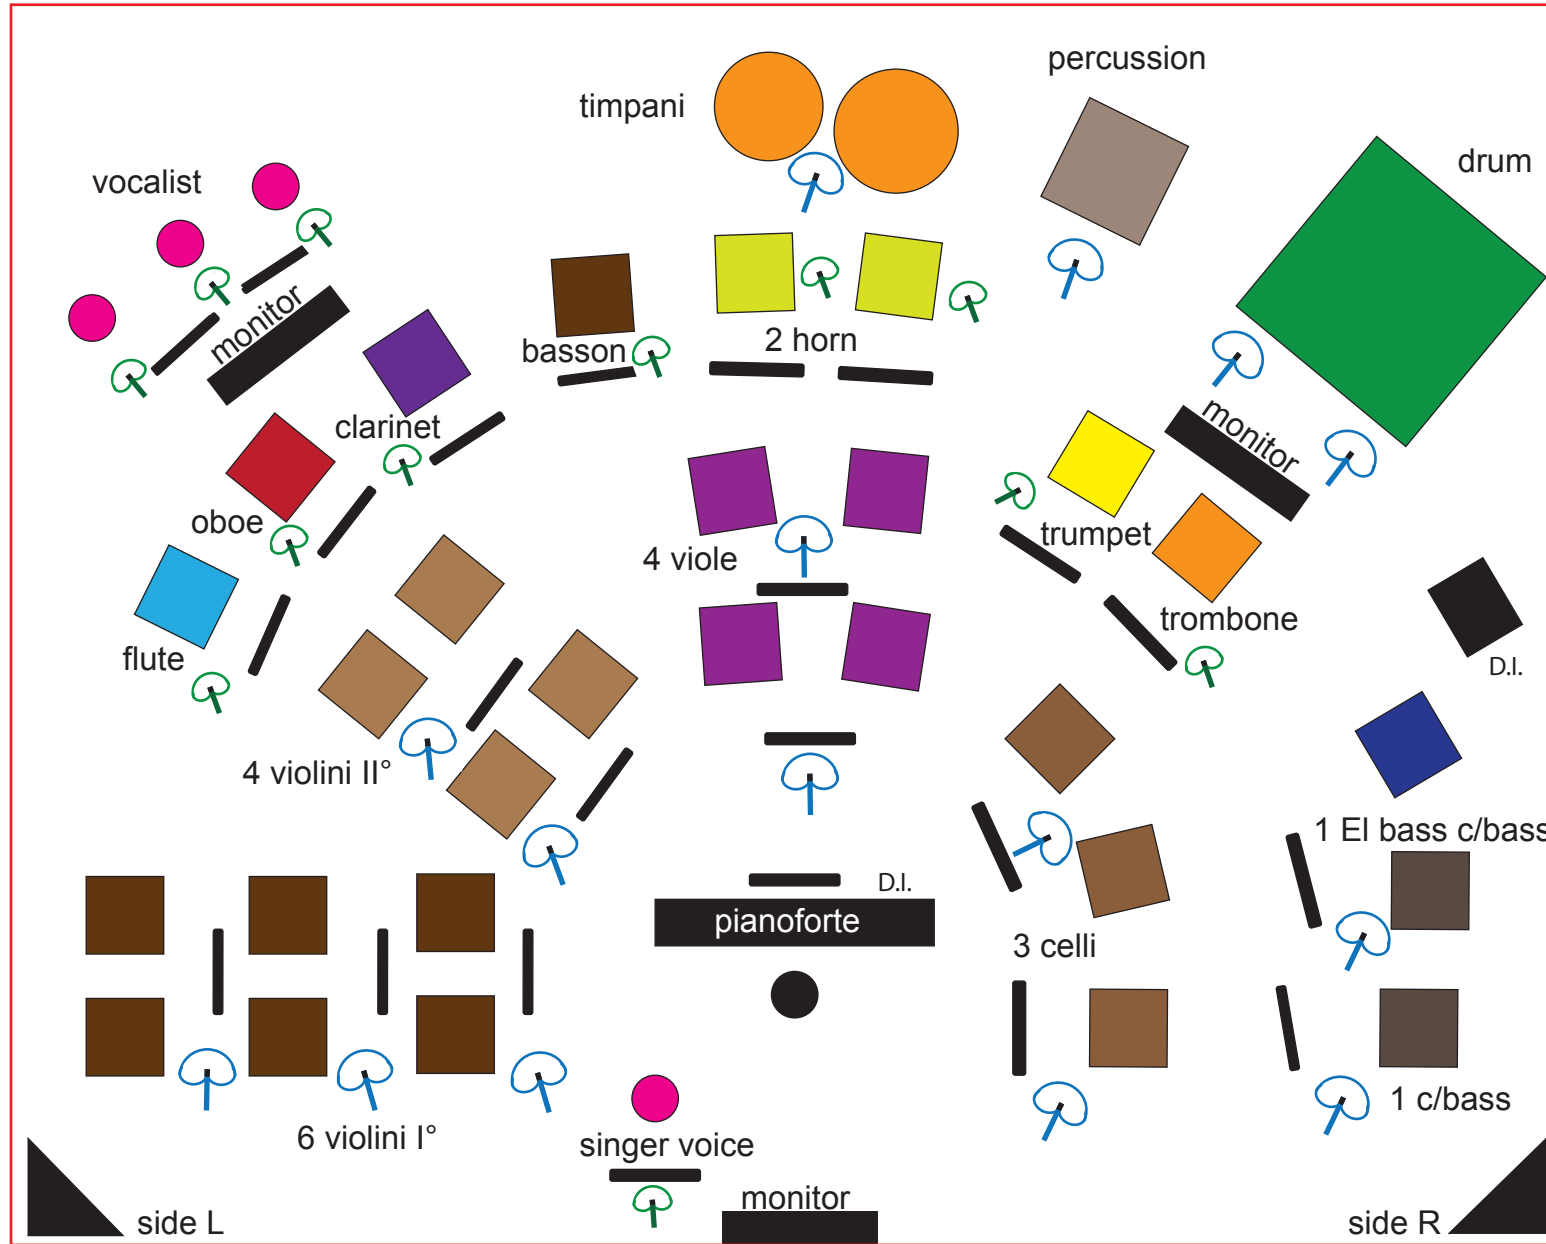 percussion
timpani
drum
vocalist
monitor
basson
2 horn
clarinet
monitor
oboe
trumpet
4 viole
trombone
flute
D.I.
4 violini II°
1 El bass c/bass
D.I.
pianoforte
3 celli
1 c/bass
6 violini I°
singer voice
monitor
side L
side R